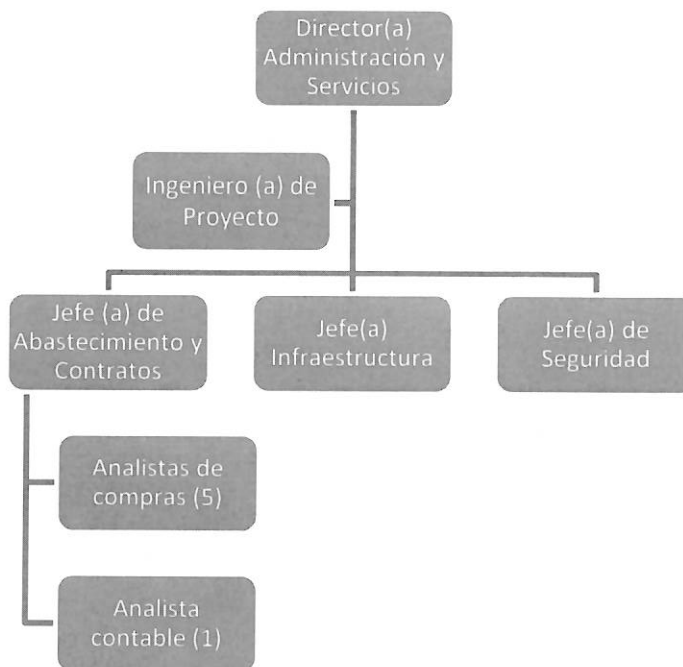 Director(a)
Administración y
Servicios
Ingeniero (a) de
Proyecto
Jefe (a) de
Abastecimiento y
Contratos
Jefe(a)
Infraestructura
Jefe(a) de
Seguridad
Analistas de
compras (5)
Analista
contable (1)